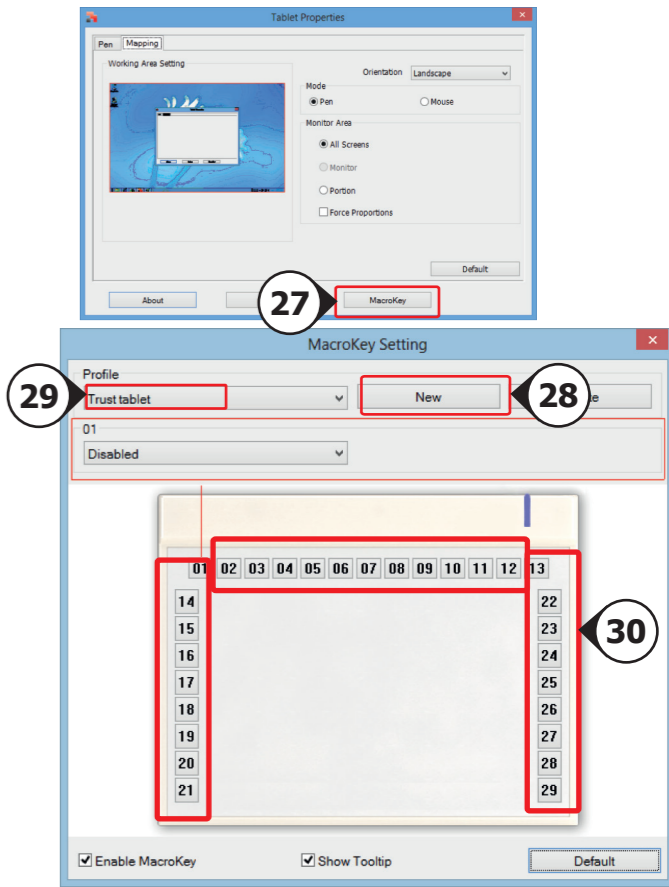 Tablet Properties
Pen Mapping
Working Area Setting
Orientation Landscape
Mode
Pen Mouse
Monitor Area
All Screens
Monitor
Portion
Force Proportions
Default
About MacroKey
27
MacroKey Setting
Profile
29 Trust tablet New 28
01
Disabled
01 02 03 04 05 06 07 08 09 10 11 12 13
14 22
15 23
30
16 24
17 25
18 26
19 27
20 28
21 29
Enable MacroKey Show Tooltip Default